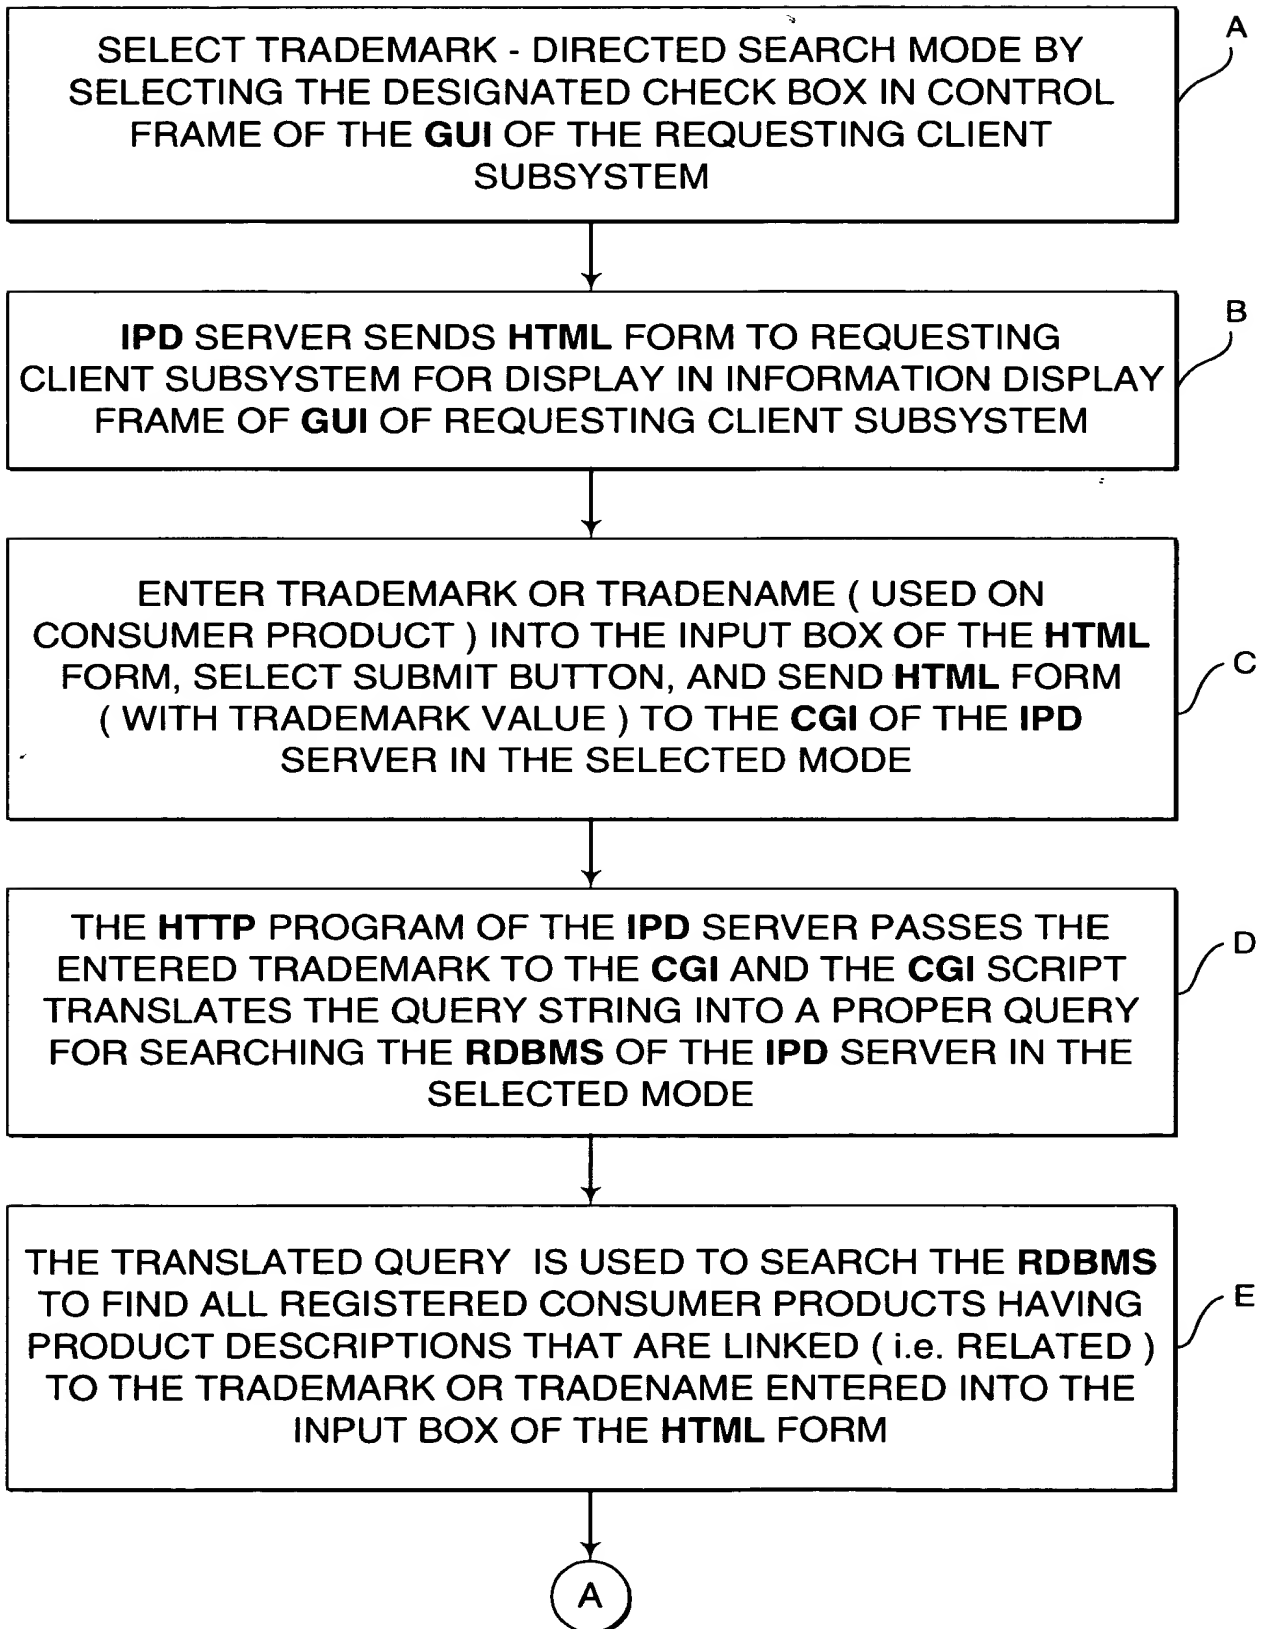 SELECT TRADEMARK - DIRECTED SEARCH MODE BY
SELECTING THE DESIGNATED CHECK BOX IN CONTROL
FRAME OF THE GUI OF THE REQUESTING CLIENT
SUBSYSTEM
A
IPD SERVER SENDS HTML FORM TO REQUESTING
CLIENT SUBSYSTEM FOR DISPLAY IN INFORMATION DISPLAY
FRAME OF GUI OF REQUESTING CLIENT SUBSYSTEM
B
ENTER TRADEMARK OR TRADENAME ( USED ON
CONSUMER PRODUCT ) INTO THE INPUT BOX OF THE HTML
FORM, SELECT SUBMIT BUTTON, AND SEND HTML FORM
( WITH TRADEMARK VALUE ) TO THE CGI OF THE IPD
SERVER IN THE SELECTED MODE
C
THE HTTP PROGRAM OF THE IPD SERVER PASSES THE
ENTERED TRADEMARK TO THE CGI AND THE CGI SCRIPT
TRANSLATES THE QUERY STRING INTO A PROPER QUERY
FOR SEARCHING THE RDBMS OF THE IPD SERVER IN THE
SELECTED MODE
D
THE TRANSLATED QUERY IS USED TO SEARCH THE RDBMS
TO FIND ALL REGISTERED CONSUMER PRODUCTS HAVING
PRODUCT DESCRIPTIONS THAT ARE LINKED ( i.e. RELATED )
TO THE TRADEMARK OR TRADENAME ENTERED INTO THE
INPUT BOX OF THE HTML FORM
E
A